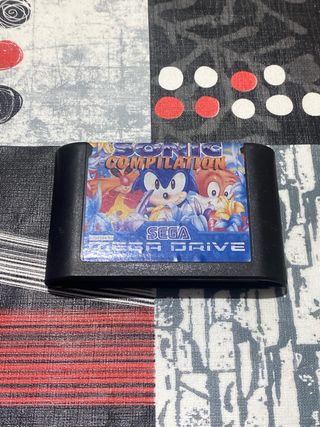 SONIC
COMPILATION
SEGA
MEGA DRIVE